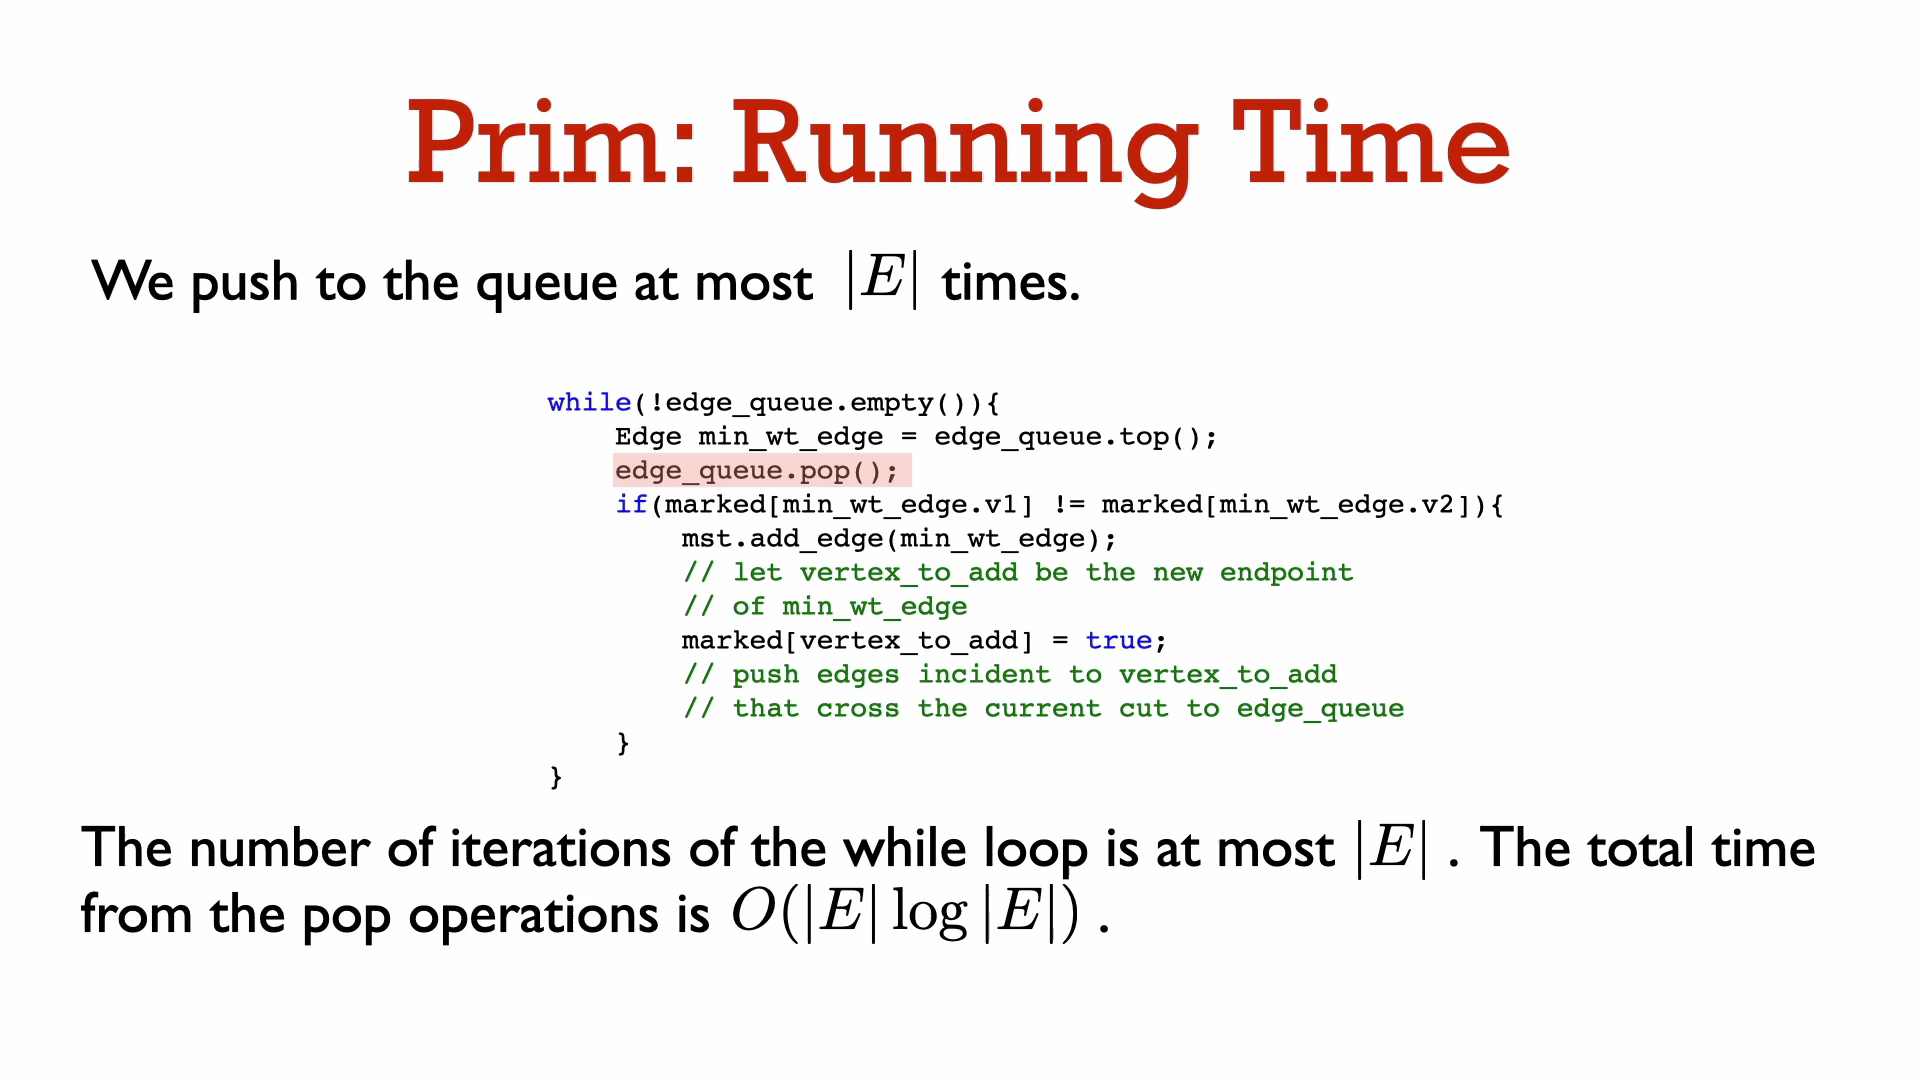 Prim: Running Time
We push to the queue at most |E| times.
while(!edge_queue.empty()){
Edge min_wt_edge = edge_queue.top();
edge_queue.pop();
if(marked[min_wt_edge.v1] != marked[min_wt_edge.v2]){
mst.add_edge(min_wt_edge);
// let vertex_to_add be the new endpoint
// of min_wt_edge
marked[vertex_to_add] = true;
// push edges incident to vertex_to_add
// that cross the current cut to edge_queue
}
}
The number of iterations of the while loop is at most |E| . The total time
from the pop operations is O(|E| log |E|) .